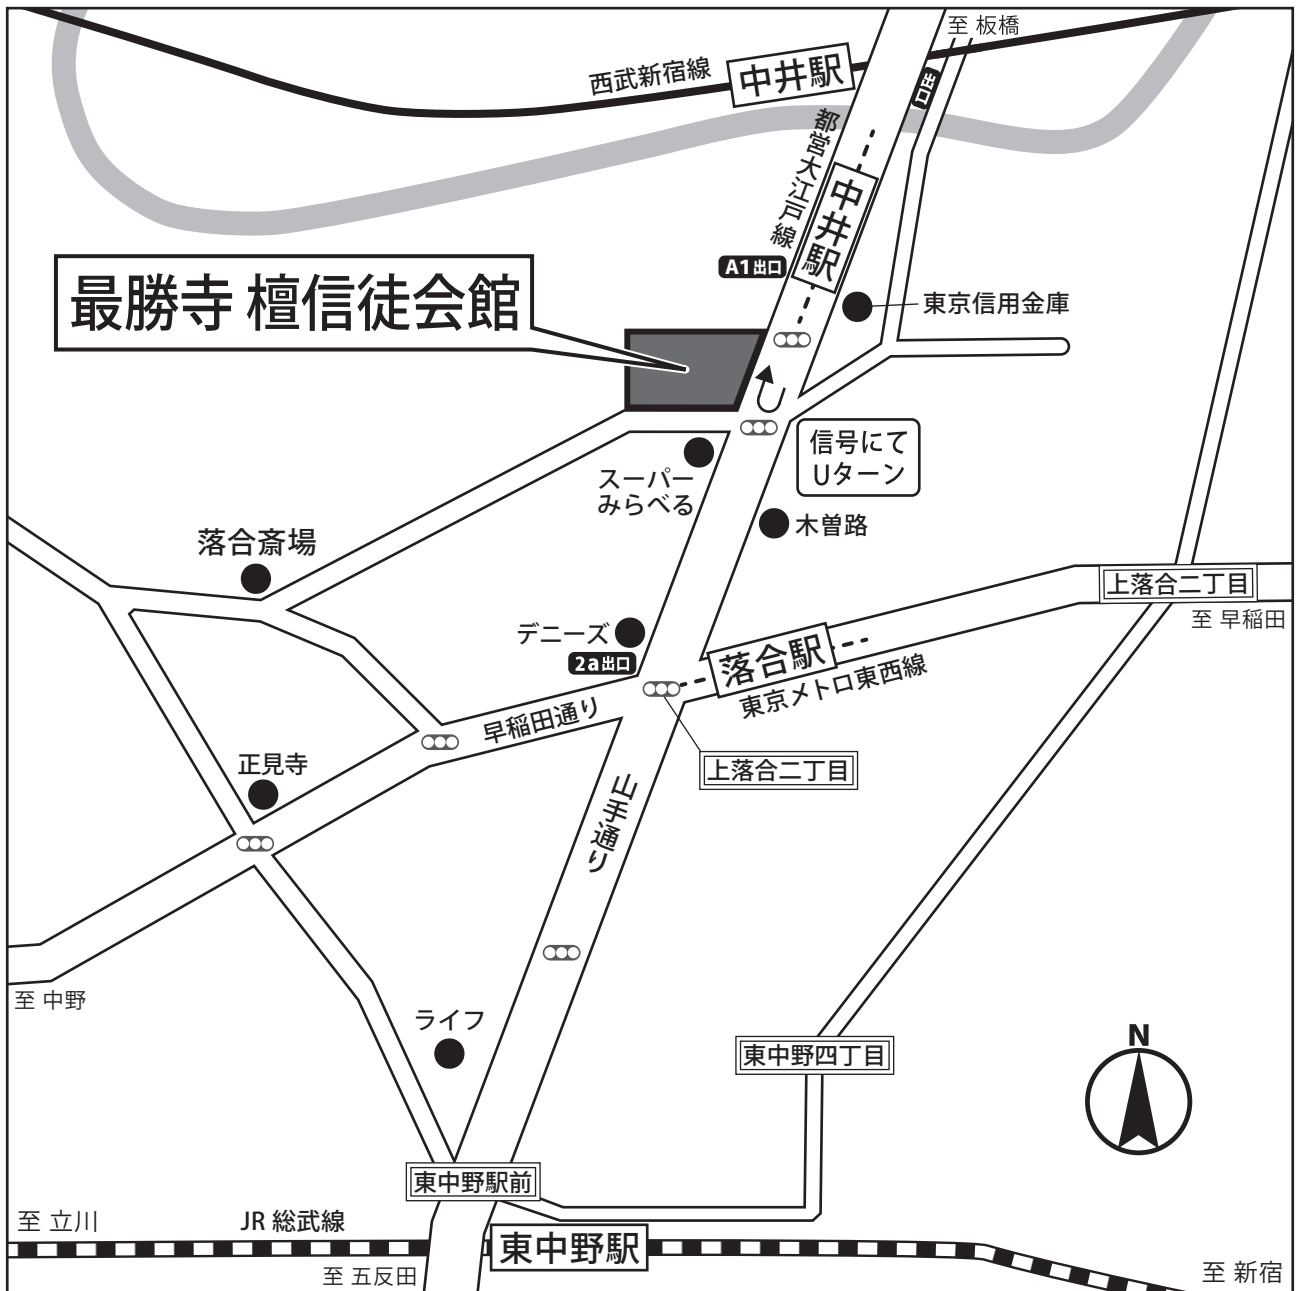 至 板橋
西武新宿線
中井駅
出口
都営大江戸線
中井駅
A1出口
東京信用金庫
最勝寺 檀信徒会館
信号にて
Uターン
スーパー
みらべる
木曽路
落合斎場
上落合二丁目
至 早稲田
デニーズ
2a出口
落合駅
東京メトロ東西線
早稲田通り
上落合二丁目
正見寺
山手通り
至 中野
ライフ
東中野四丁目
N
東中野駅前
至 立川
JR 総武線
東中野駅
至 五反田
至 新宿